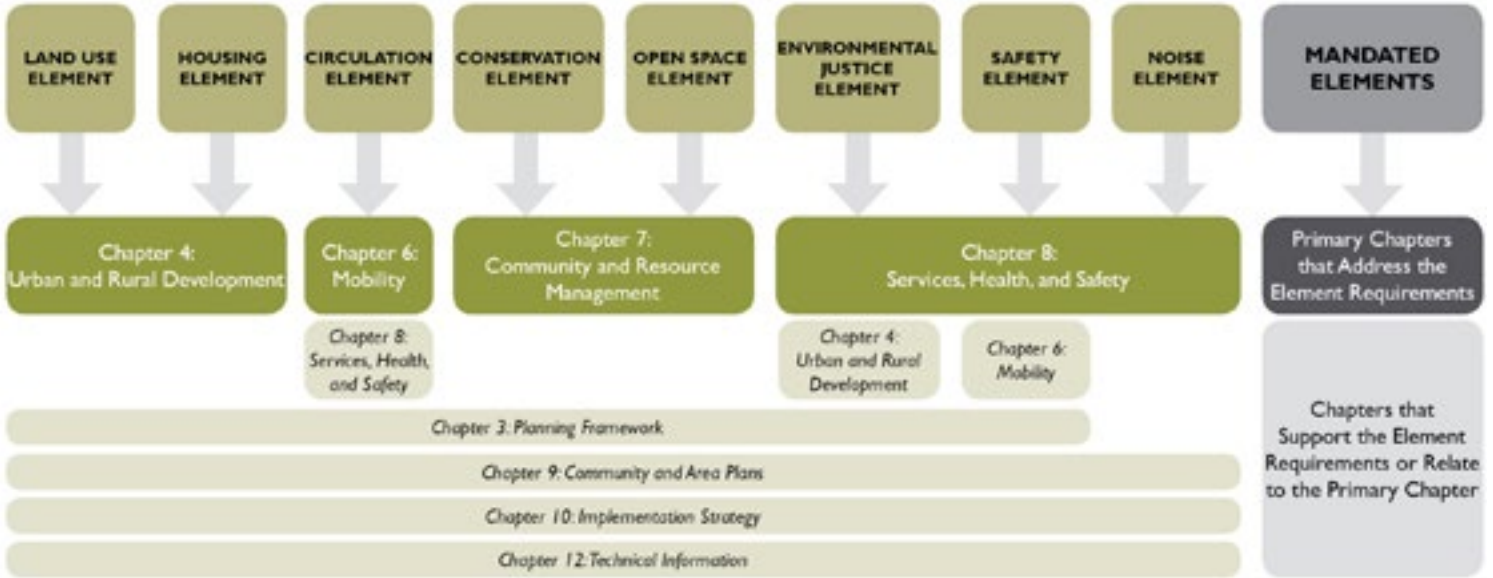 LAND USE
ELEMENT
HOUSING
ELEMENT
CIRCULATION
ELEMENT
CONSERVATION
ELEMENT
OPEN SPACE
ELEMENT
ENVIRONMENTAL
JUSTICE
ELEMENT
SAFETY
ELEMENT
NOISE
ELEMENT
MANDATED
ELEMENTS
Chapter 4:
Urban and Rural Development
Chapter 6:
Mobility
Chapter 7:
Community and Resource
Management
Chapter 8:
Services, Health, and Safety
Primary Chapters
that Address the
Element Requirements
Chapter 8:
Services, Health,
and Safety
Chapter 4:
Urban and Rural
Development
Chapter 6:
Mobility
Chapter 3: Planning Framework
Chapter 9: Community and Area Plans
Chapter 10: Implementation Strategy
Chapter 12: Technical Information
Chapters that
Support the Element
Requirements or Relate
to the Primary Chapter